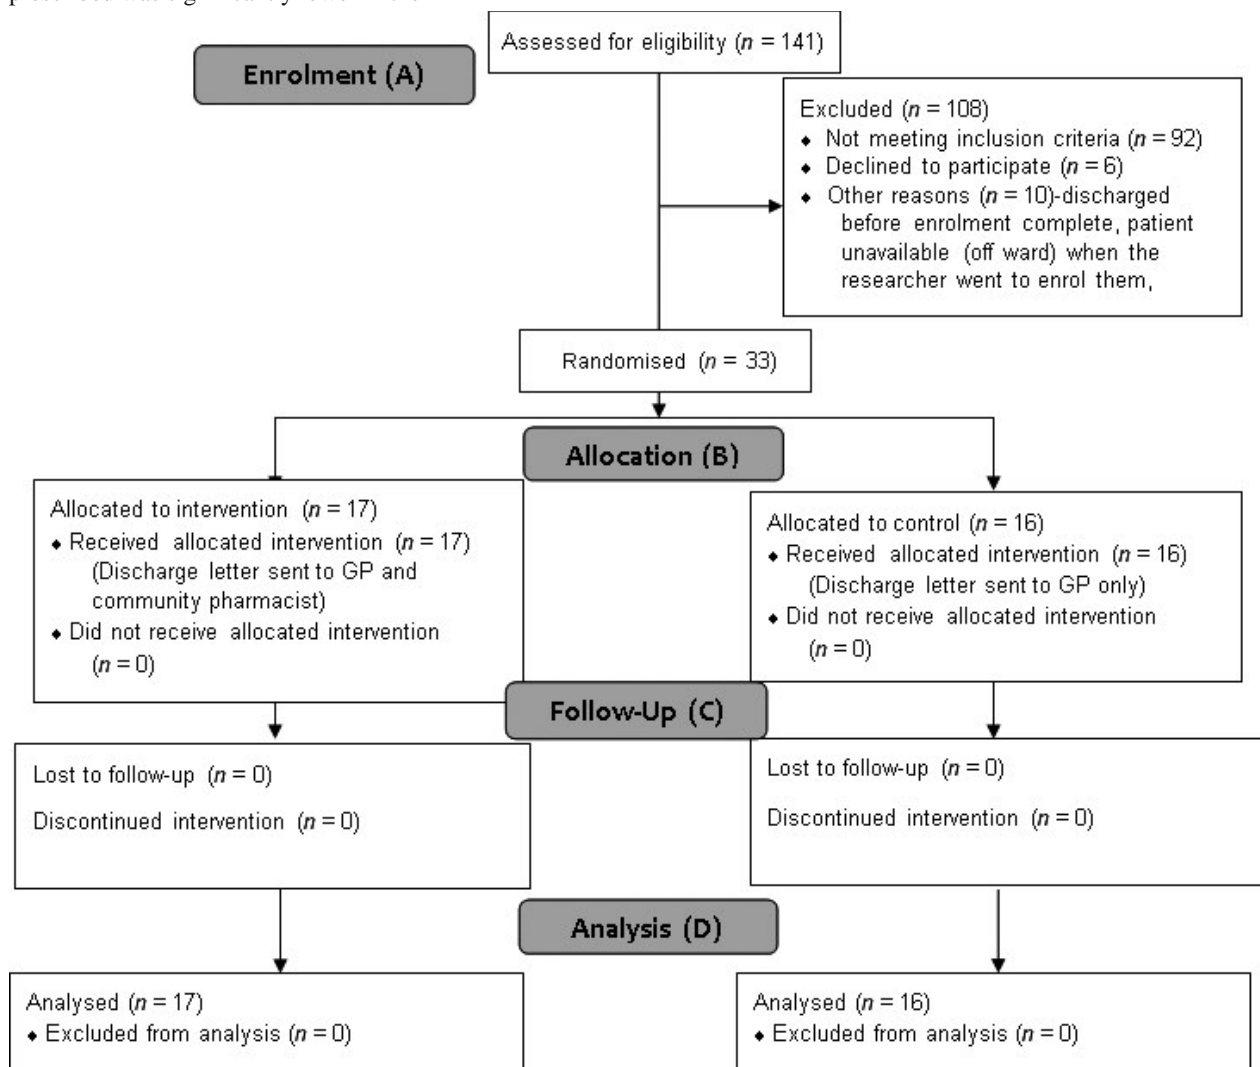 Assessed for eligibility (n = 141)
Enrolment (A)
Excluded (n = 108)
◆ Not meeting inclusion criteria (n = 92)
◆ Declined to participate (n = 6)
◆ Other reasons (n = 10)-discharged
before enrolment complete, patient
unavailable (off ward) when the
researcher went to enrol them,
Randomised (n = 33)
Allocation (B)
Allocated to intervention (n = 17)
◆ Received allocated intervention (n = 17)
(Discharge letter sent to GP and
community pharmacist)
◆ Did not receive allocated intervention
(n = 0)
Allocated to control (n = 16)
◆ Received allocated intervention (n = 16)
(Discharge letter sent to GP only)
◆ Did not receive allocated intervention
(n = 0)
Follow-Up (C)
Lost to follow-up (n = 0)
Discontinued intervention (n = 0)
Lost to follow-up (n = 0)
Discontinued intervention (n = 0)
Analysis (D)
Analysed (n = 17)
◆ Excluded from analysis (n = 0)
Analysed (n = 16)
◆ Excluded from analysis (n = 0)